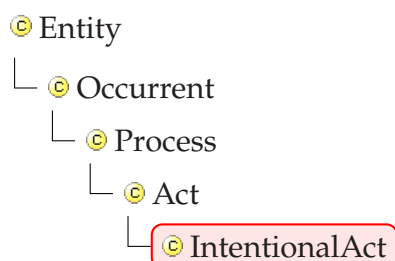 © Entity
© Occurrent
© Process
© Act
© IntentionalAct